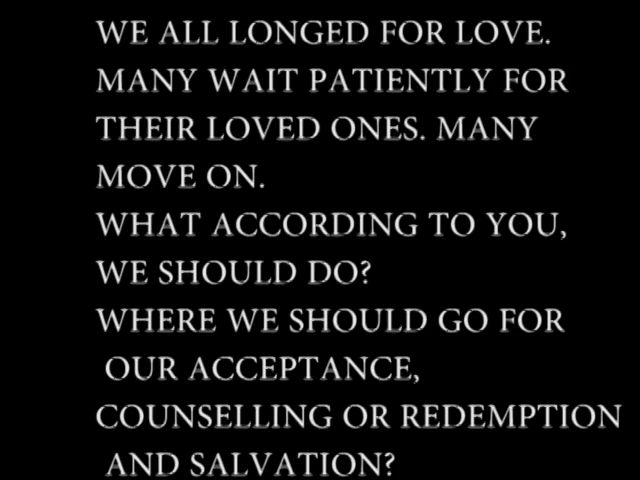 WE ALL LONGED FOR LOVE.
MANY WAIT PATIENTLY FOR
THEIR LOVED ONES. MANY
MOVE ON.
WHAT ACCORDING TO YOU,
WE SHOULD DO?
WHERE WE SHOULD GO FOR
OUR ACCEPTANCE,
COUNSELLING OR REDEMPTION
AND SALVATION?